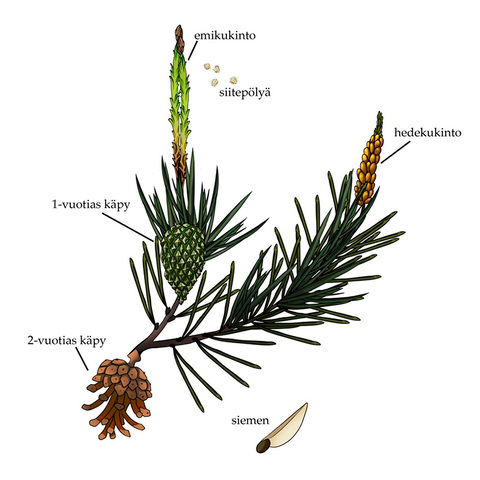 emikukinto
siitepölyä
hedekukinto
1-vuotias käpy
2-vuotias käpy
siemen